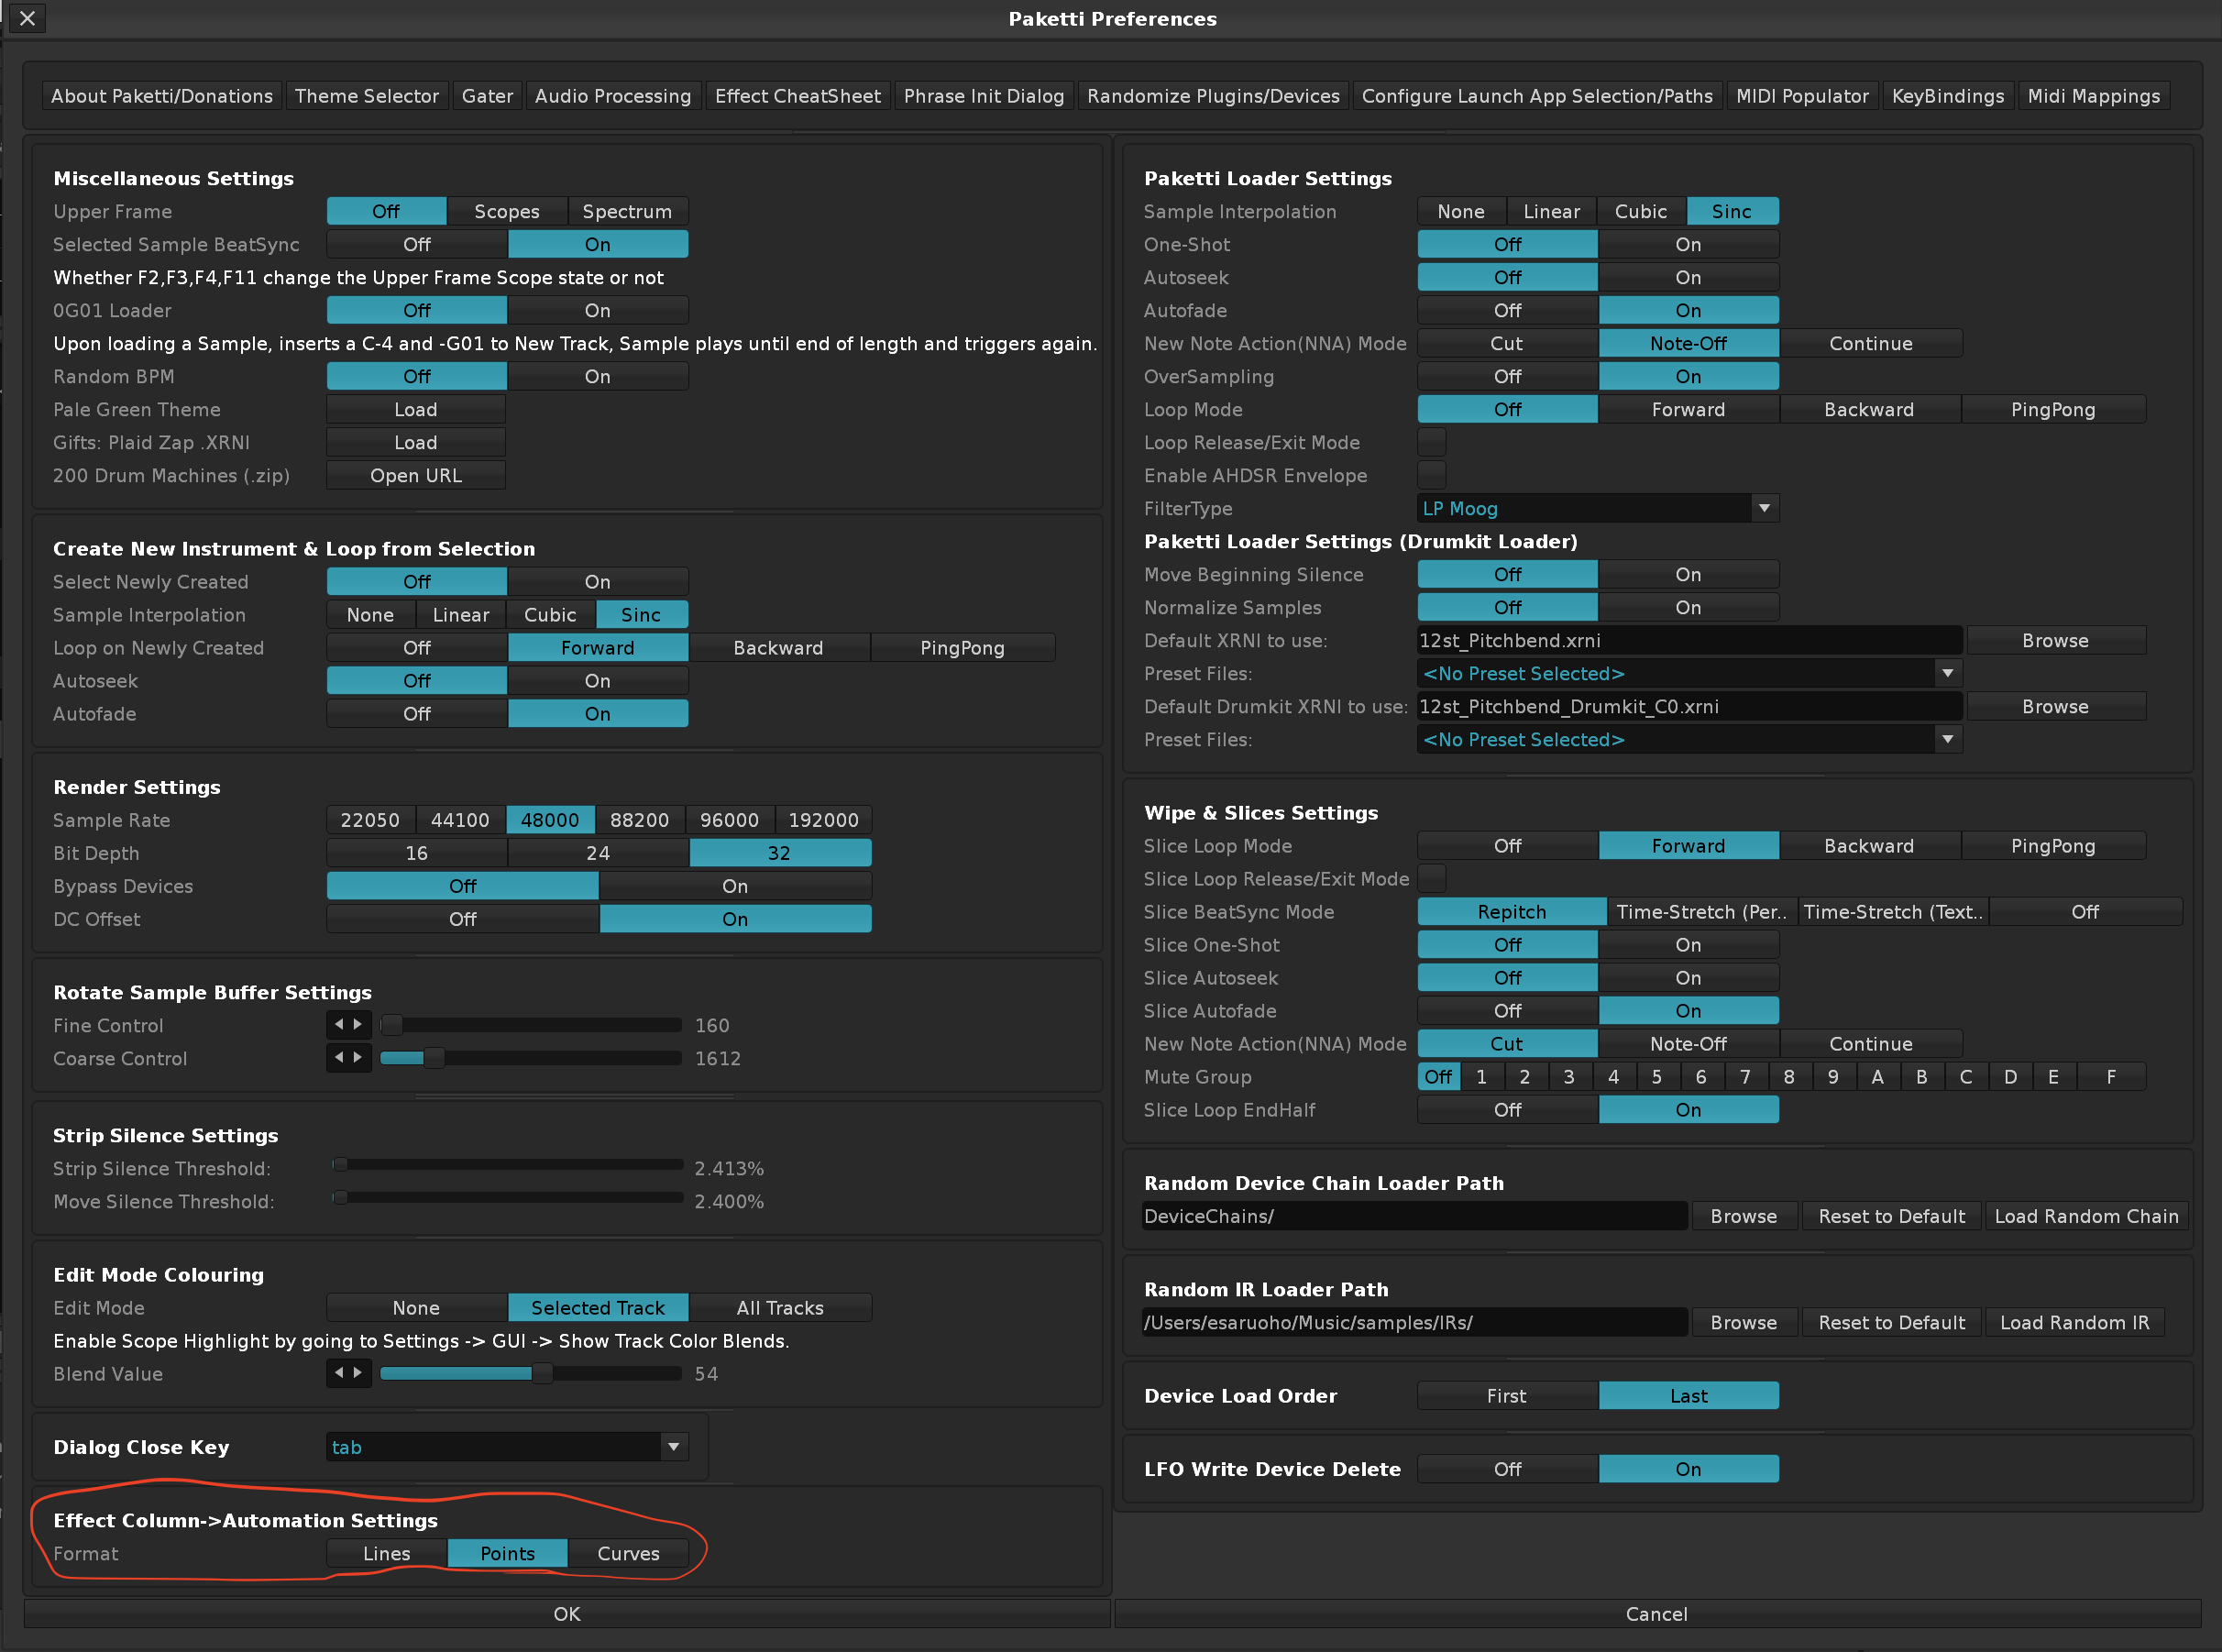 Paketti Preferences
About Paketti/Donations Theme Selector Gater Audio Processing Effect CheatSheet Phrase Init Dialog Randomize Plugins/Devices Configure Launch App Selection/Paths MIDI Populator KeyBindings Midi Mappings
Miscellaneous Settings
Upper Frame Off Scopes Spectrum
Selected Sample BeatSync Off On
Whether F2,F3,F4,F11 change the Upper Frame Scope state or not
0G01 Loader Off On
Upon loading a Sample, inserts a C-4 and -G01 to New Track, Sample plays until end of length and triggers again.
Random BPM Off On
Pale Green Theme Load
Gifts: Plaid Zap .XRNI Load
200 Drum Machines (.zip) Open URL
Create New Instrument & Loop from Selection
Select Newly Created Off On
Sample Interpolation None Linear Cubic Sinc
Loop on Newly Created Off Forward Backward PingPong
Autoseek Off On
Autofade Off On
Render Settings
Sample Rate 22050 44100 48000 88200 96000 192000
Bit Depth 16 24 32
Bypass Devices Off On
DC Offset Off On
Rotate Sample Buffer Settings
Fine Control 160
Coarse Control 1612
Strip Silence Settings
Strip Silence Threshold: 2.413%
Move Silence Threshold: 2.400%
Edit Mode Colouring
Edit Mode None Selected Track All Tracks
Enable Scope Highlight by going to Settings -> GUI -> Show Track Color Blends.
Blend Value 54
Dialog Close Key tab
Effect Column->Automation Settings
Format Lines Points Curves
Paketti Loader Settings
Sample Interpolation None Linear Cubic Sinc
One-Shot Off On
Autoseek Off On
Autofade Off On
New Note Action(NNA) Mode Cut Note-Off Continue
OverSampling Off On
Loop Mode Off Forward Backward PingPong
Loop Release/Exit Mode
Enable AHDSR Envelope
FilterType LP Moog
Paketti Loader Settings (Drumkit Loader)
Move Beginning Silence Off On
Normalize Samples Off On
Default XRNI to use: 12st_Pitchbend.xrni Browse
Preset Files: <No Preset Selected>
Default Drumkit XRNI to use: 12st_Pitchbend_Drumkit_C0.xrni Browse
Preset Files: <No Preset Selected>
Wipe & Slices Settings
Slice Loop Mode Off Forward Backward PingPong
Slice Loop Release/Exit Mode
Slice BeatSync Mode Repitch Time-Stretch (Per.. Time-Stretch (Text.. Off
Slice One-Shot Off On
Slice Autoseek Off On
Slice Autofade Off On
New Note Action(NNA) Mode Cut Note-Off Continue
Mute Group Off 1 2 3 4 5 6 7 8 9 A B C D E F
Slice Loop EndHalf Off On
Random Device Chain Loader Path
DeviceChains/ Browse Reset to Default Load Random Chain
Random IR Loader Path
/Users/esaruoho/Music/samples/IRs/ Browse Reset to Default Load Random IR
Device Load Order First Last
LFO Write Device Delete Off On
OK Cancel